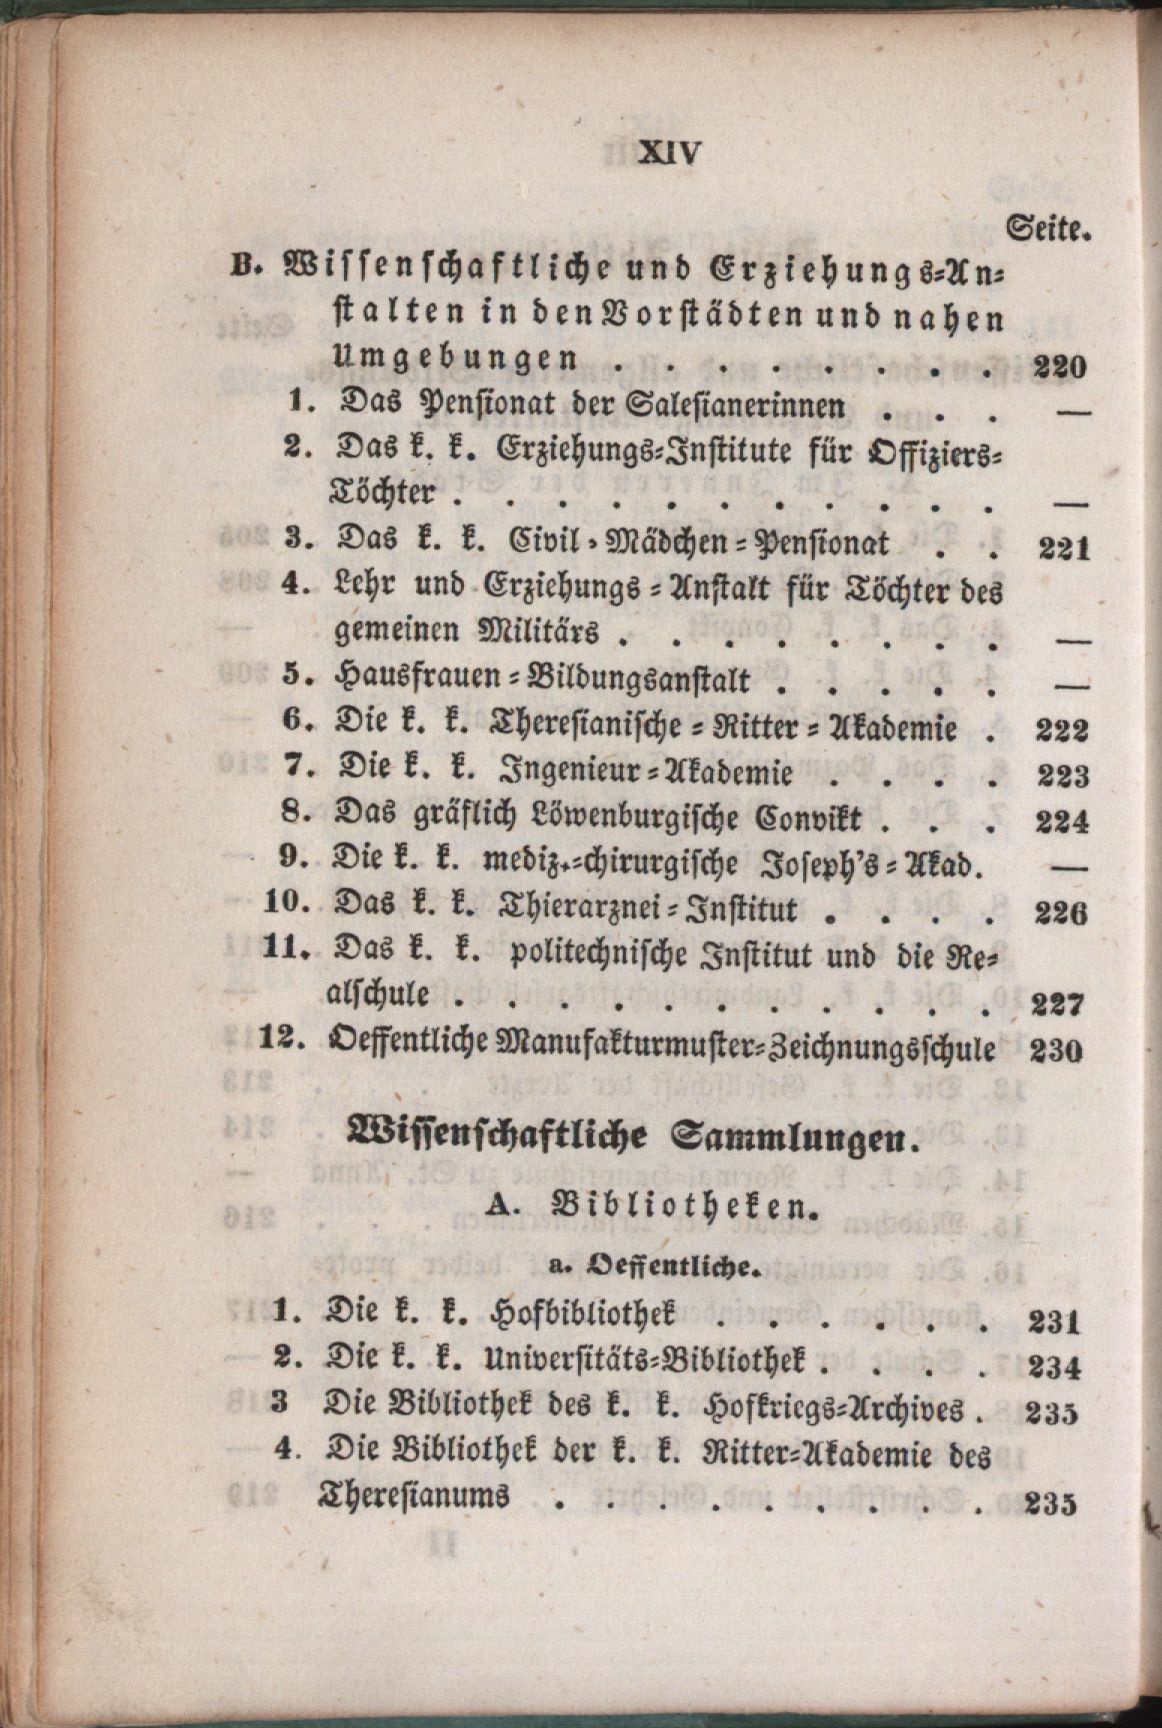 XIV
Seite.
B. Wissenschaftliche und Erziehungs-An-
stalten in den Vorstädten und nahen
Umgebungen . . . . . . . . 220
1. Das Pensionat der Salesianerinnen . . . —
2. Das k. k. Erziehungs-Institute für Offiziers-
Töchter . . . . . . . . . . . —
3. Das k. k. Civil-Mädchen-Pensionat . . 221
4. Lehr und Erziehungs-Anstalt für Töchter des
gemeinen Militärs . . . . . . . . —
5. Hausfrauen-Bildungsanstalt . . . . . —
6. Die k. k. Theresianische-Ritter-Akademie . 222
7. Die k. k. Ingenieur-Akademie . . . . 223
8. Das gräflich Löwenburgische Convikt . . . 224
9. Die k. k. mediz.-chirurgische Joseph's-Akad. —
10. Das k. k. Thierarznei-Institut . . . . 226
11. Das k. k. politechnische Institut und die Re-
alschule . . . . . . . . . . . 227
12. Oeffentliche Manufakturmuster-Zeichnungsschule 230
Wissenschaftliche Sammlungen.
A. Bibliotheken.
a. Oeffentliche.
1. Die k. k. Hofbibliothek . . . . . . 231
2. Die k. k. Universitäts-Bibliothek . . . . 234
3 Die Bibliothek des k. k. Hofkriegs-Archives . 235
4. Die Bibliothek der k. k. Ritter-Akademie des
Theresianums . . . . . . . . . 235